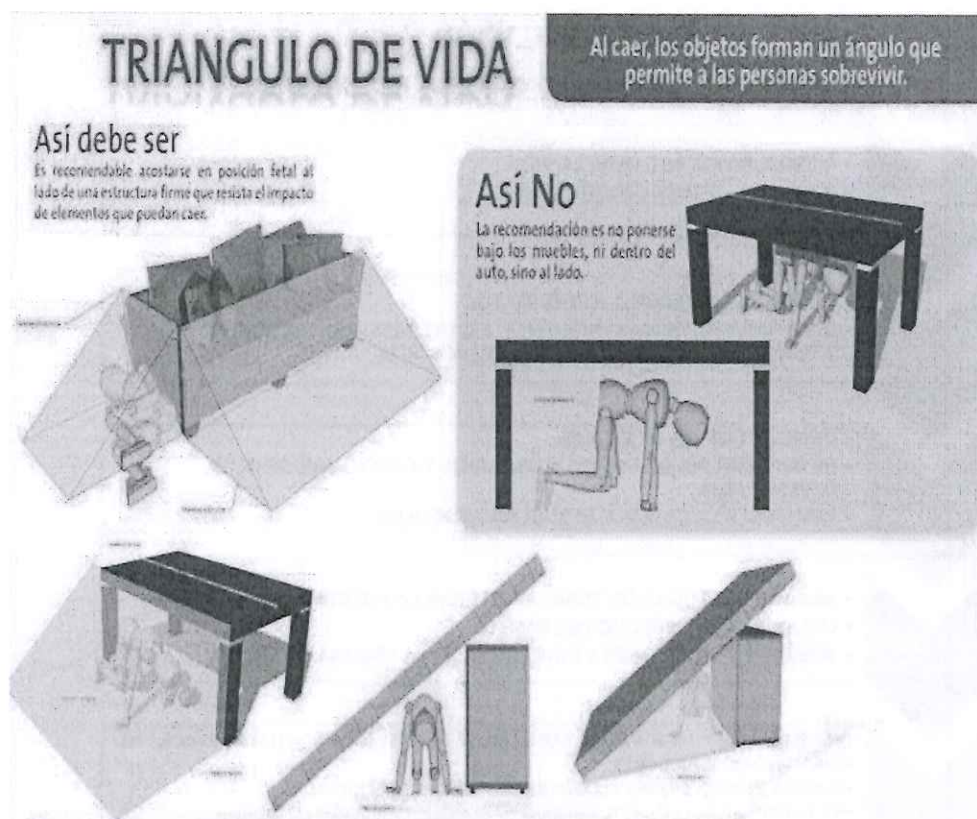 TRIANGULO DE VIDA
Al caer, los objetos forman un ángulo que
permite a las personas sobrevivir.
Así debe ser
Es recomendable acostarse en posición fetal al
lado de una estructura firme que resista el impacto
de elementos que puedan caer.
Así No
La recomendación es no ponerse
bajo los muebles, ni dentro del
auto, sino al lado.